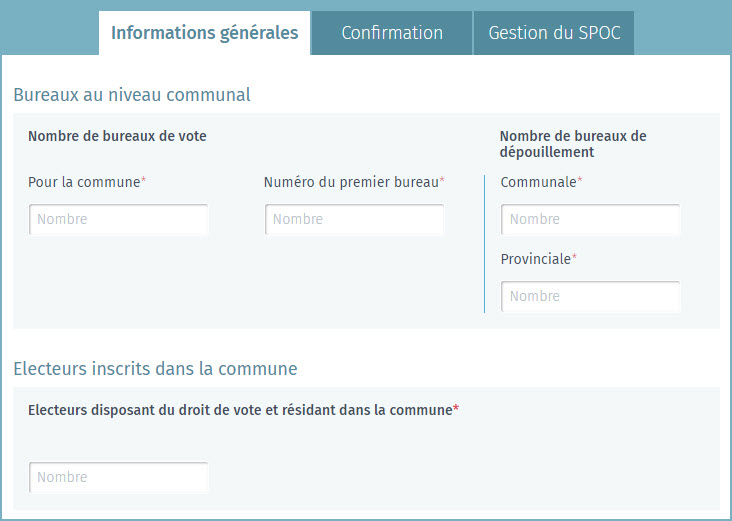 Informations générales
Confirmation
Gestion du SPOC
Bureaux au niveau communal
Nombre de bureaux de vote
Pour la commune*
Nombre
Numéro du premier bureau*
Nombre
Nombre de bureaux de
dépouillement
Communale*
Nombre
Provinciale*
Nombre
Electeurs inscrits dans la commune
Electeurs disposant du droit de vote et résidant dans la commune*
Nombre